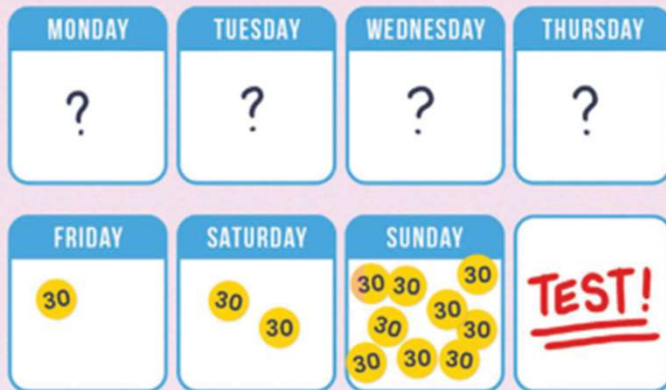 MONDAY
?
TUESDAY
?
WEDNESDAY
?
THURSDAY
?
FRIDAY
30
SATURDAY
30
30
SUNDAY
30 30 30
30
30 30
30 30 30
TEST!